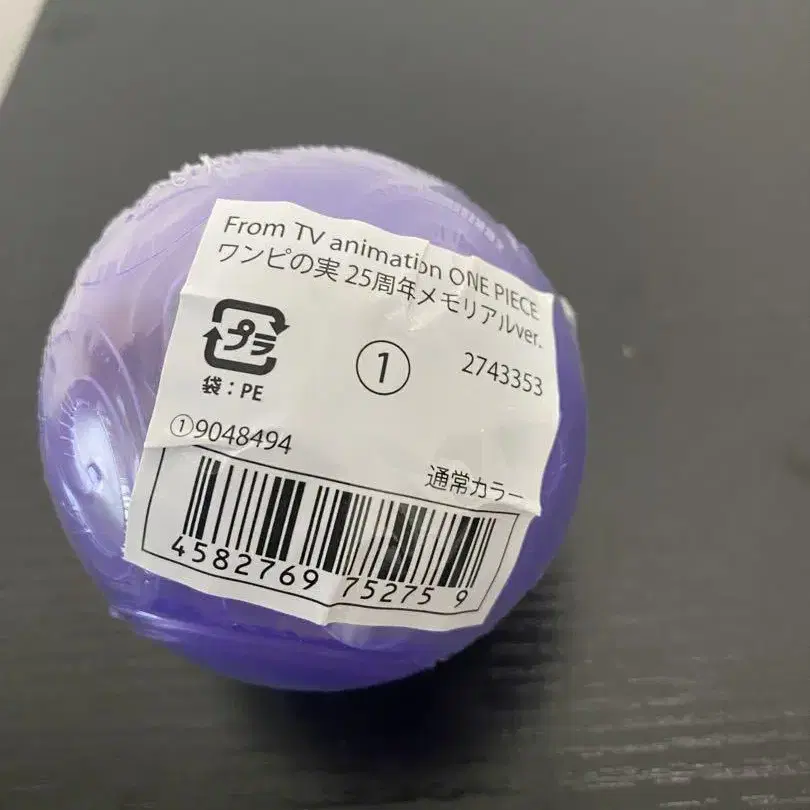 From TV animation ONE PIECE
ワンピの実 25周年メモリアルver.
プラ
袋：PE
①
2743353
①9048494
通常カラー
4582769 75275 9